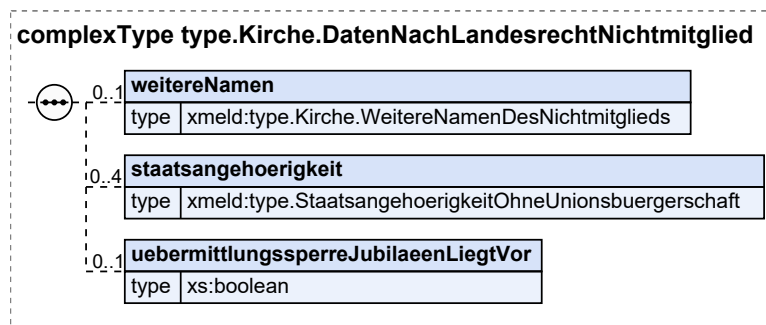 complexType type.Kirche.DatenNachLandesrechtNichtmitglied
0..1 weitereNamen
type xmeld:type.Kirche.WeitereNamenDesNichtmitglieds
0..4 staatsangehoerigkeit
type xmeld:type.StaatsangehoerigkeitOhneUnionsbuergerschaft
0..1 uebermittlungssperreJubilaeenLiegtVor
type xs:boolean